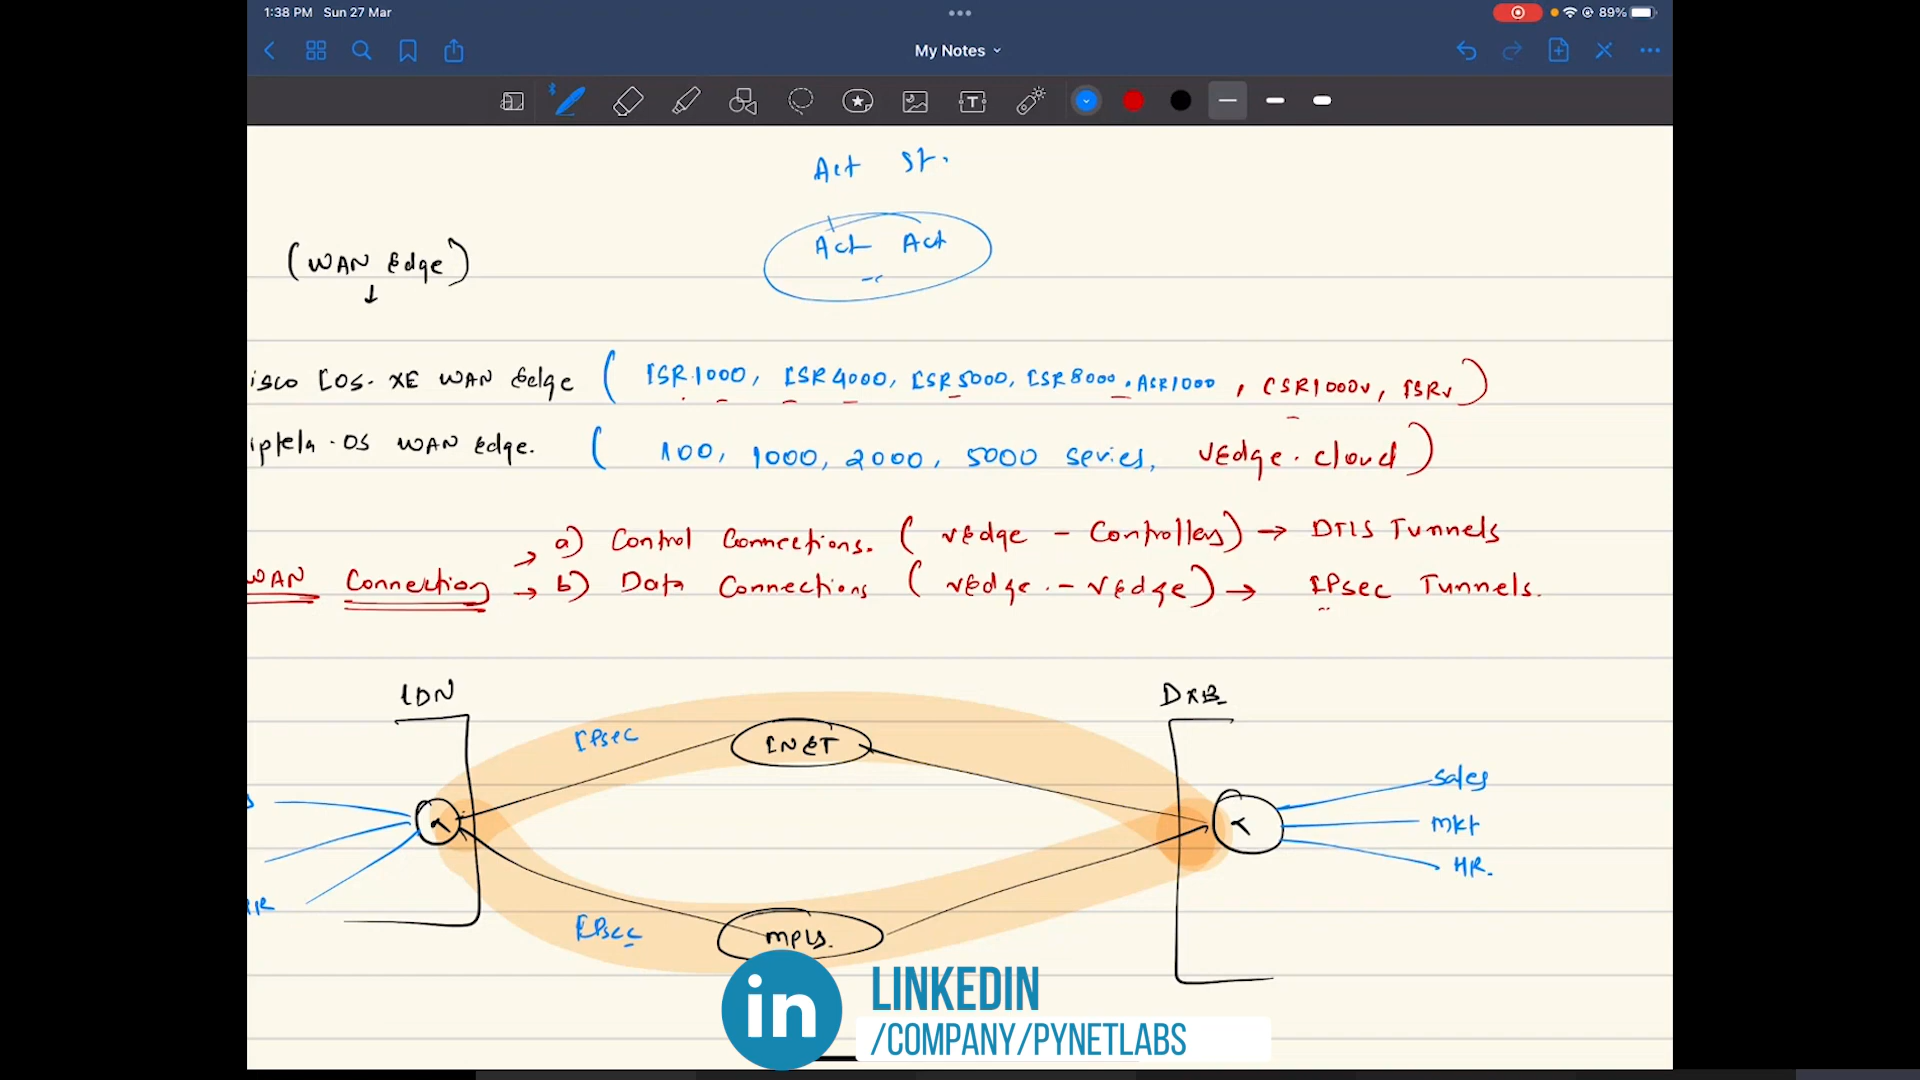 1:38 PM Sun 27 Mar
89%
My Notes
Act St.
Act Act
(WAN Edge)
isco IOS-XE WAN Edge ( ISR1000, ISR4000, ISR5000, ISR8000, ASR1000, CSR1000v, ISRv)
iptela-OS WAN Edge. ( 100, 1000, 2000, 5000 series, vEdge-cloud)
a) Control Connections. (vEdge - Controllers) → DTLS Tunnels
WAN Connection → b) Data Connections (vEdge - vEdge) → IPsec Tunnels.
LDN
DXB
IPsec
INET
Sales
mkt
HR.
IPsec
MPLS.
in
LINKEDIN
/COMPANY/PYNETLABS